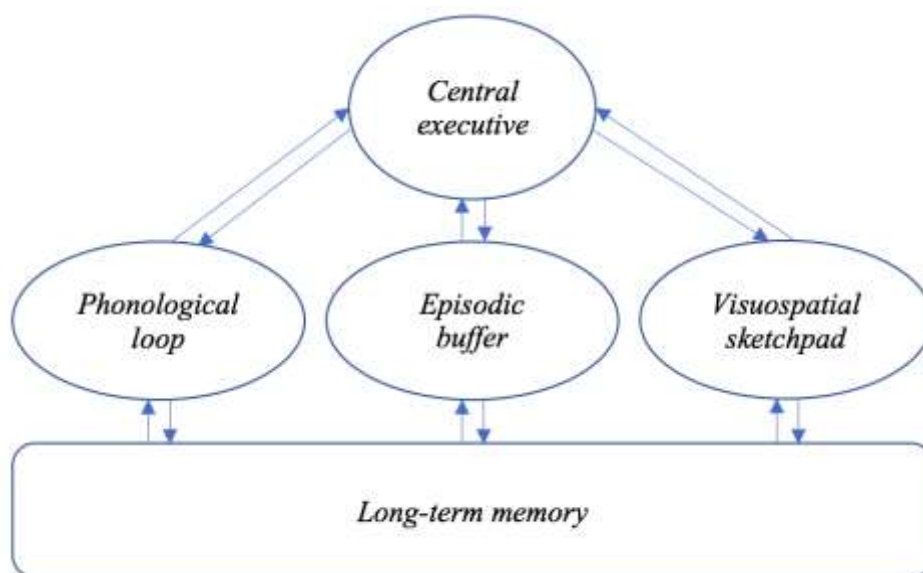 Central
executive
Phonological
loop
Episodic
buffer
Visuospatial
sketchpad
Long-term memory